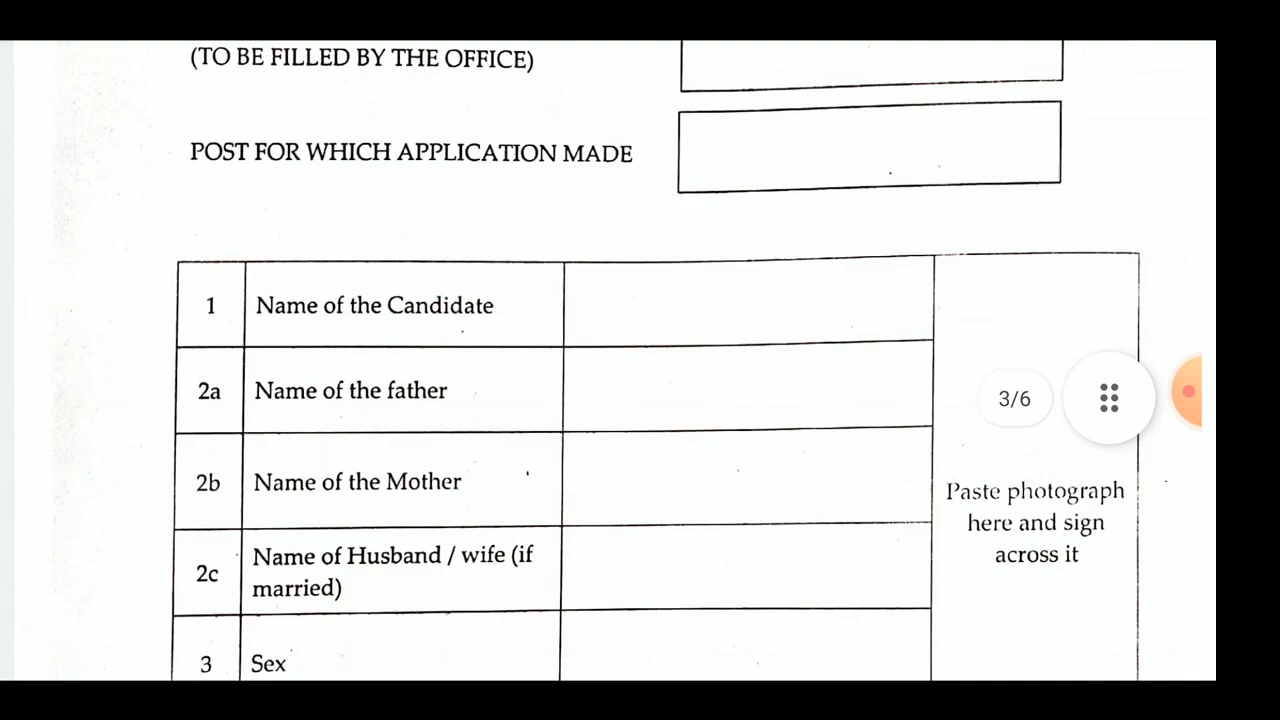 (TO BE FILLED BY THE OFFICE)
POST FOR WHICH APPLICATION MADE
1 Name of the Candidate
2a Name of the father
2b Name of the Mother
2c Name of Husband / wife (if
married)
3 Sex
Paste photograph
here and sign
across it
3/6